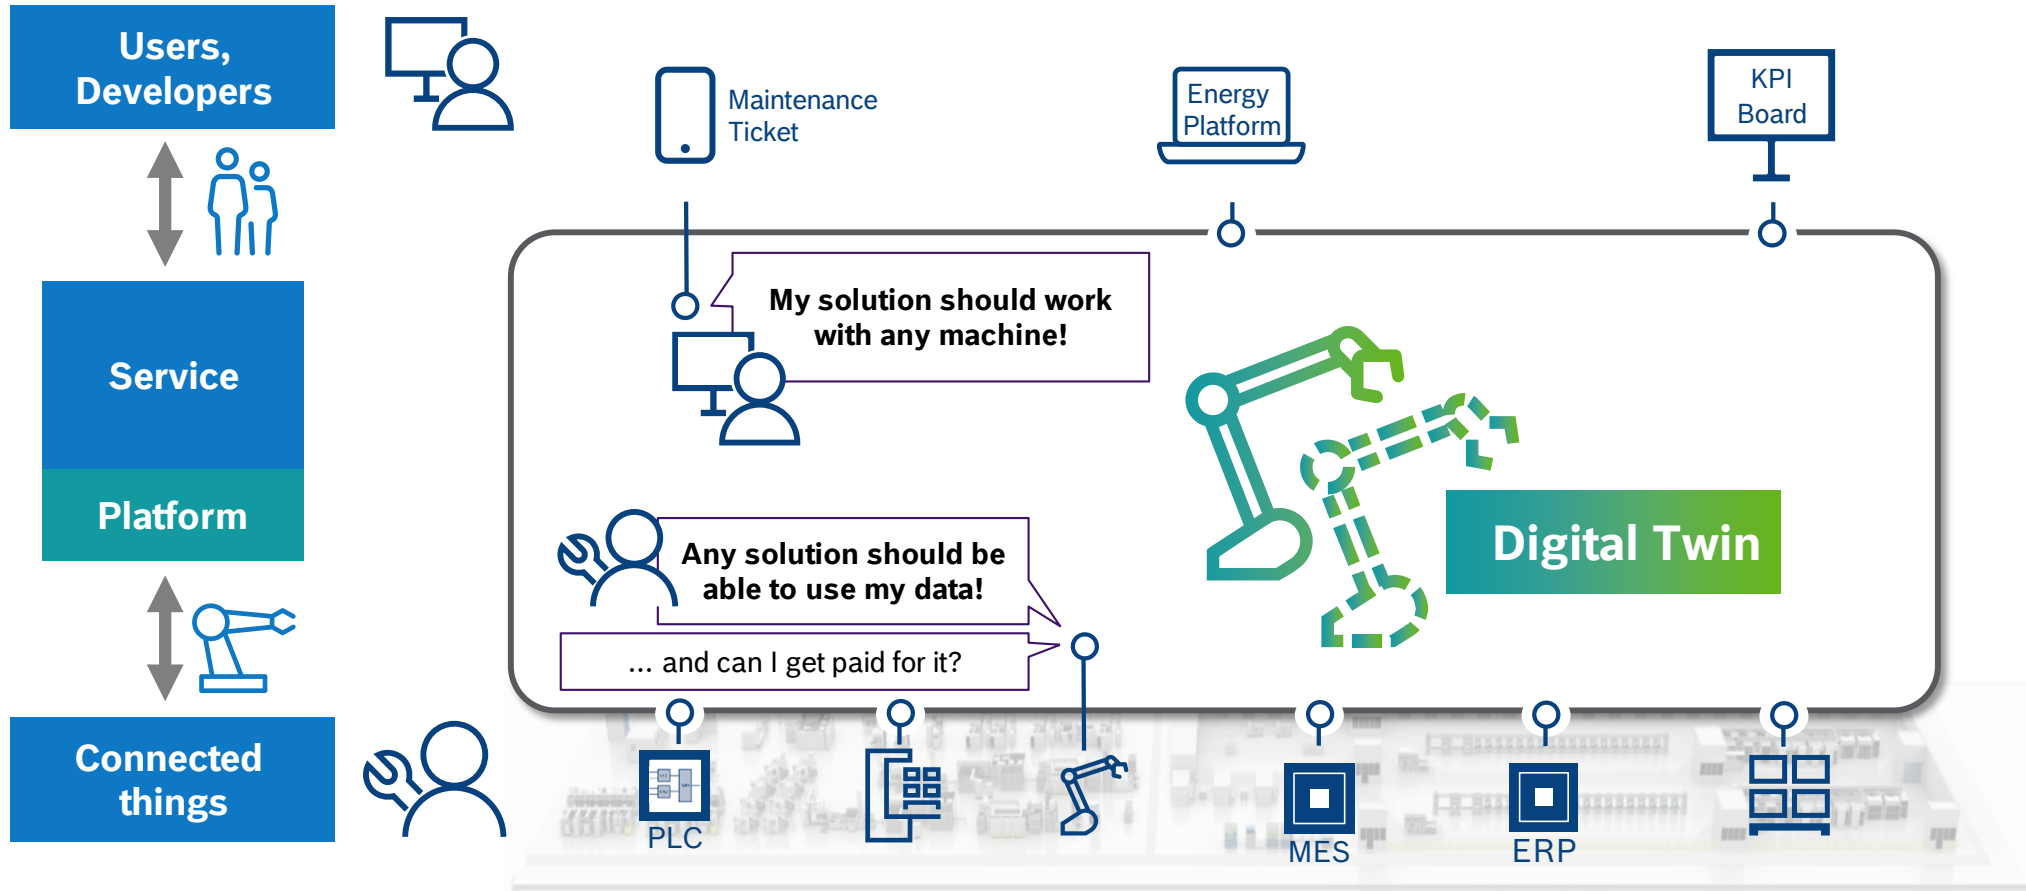 Users,
Developers
Service
Platform
Connected
things
Maintenance
Ticket
Energy
Platform
KPI
Board
My solution should work
with any machine!
Any solution should be
able to use my data!
... and can I get paid for it?
Digital Twin
PLC
MES
ERP